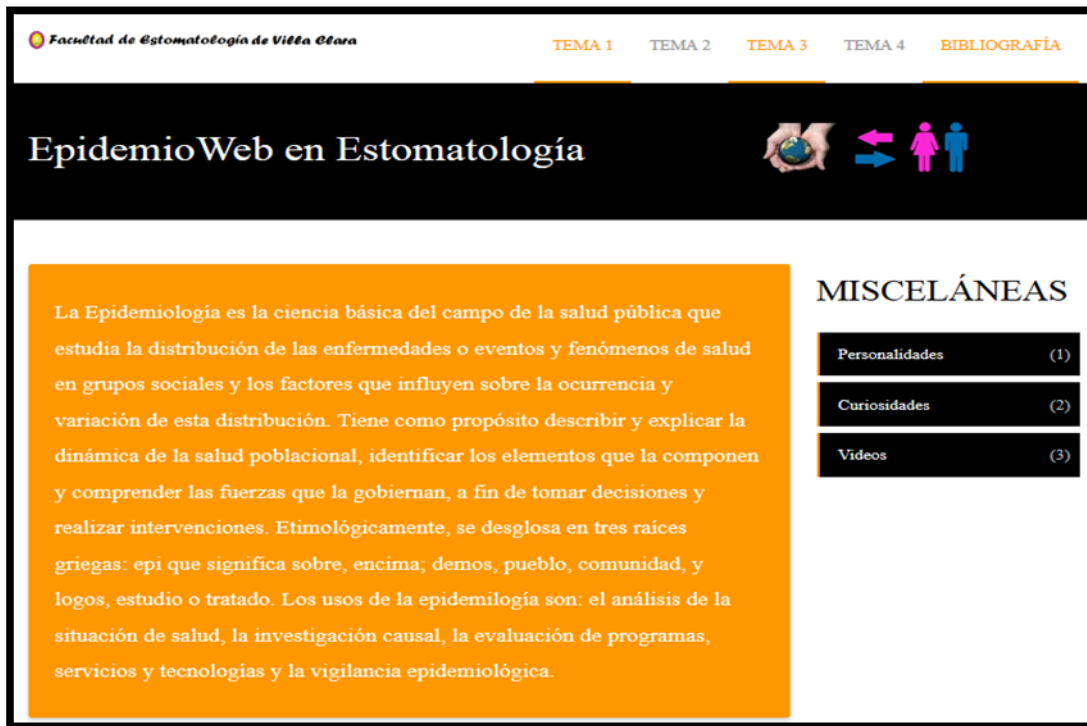 Facultad de Estomatología de Villa Clara
TEMA 1
TEMA 2
TEMA 3
TEMA 4
BIBLIOGRAFÍA
EpidemioWeb en Estomatología
La Epidemiología es la ciencia básica del campo de la salud pública que
estudia la distribución de las enfermedades o eventos y fenómenos de salud
en grupos sociales y los factores que influyen sobre la ocurrencia y
variación de esta distribución. Tiene como propósito describir y explicar la
dinámica de la salud poblacional, identificar los elementos que la componen
y comprender las fuerzas que la gobiernan, a fin de tomar decisiones y
realizar intervenciones. Etimológicamente, se desglosa en tres raíces
griegas: epi que significa sobre, encima; demos, pueblo, comunidad, y
logos, estudio o tratado. Los usos de la epidemilogía son: el análisis de la
situación de salud, la investigación causal, la evaluación de programas,
servicios y tecnologías y la vigilancia epidemiológica.
MISCELÁNEAS
Personalidades (1)
Curiosidades (2)
Videos (3)